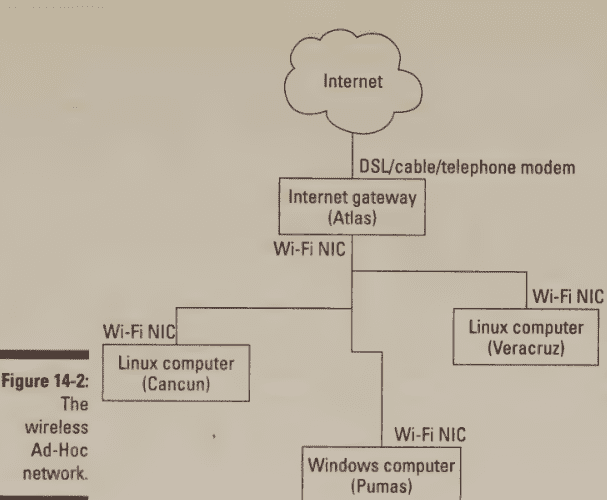 Internet
DSL/cable/telephone modem
Internet gateway
(Atlas)
Wi-Fi NIC
Wi-Fi NIC
Linux computer
(Veracruz)
Wi-Fi NIC
Linux computer
(Cancun)
Wi-Fi NIC
Windows computer
(Pumas)
Figure 14-2:
The
wireless
Ad-Hoc
network.